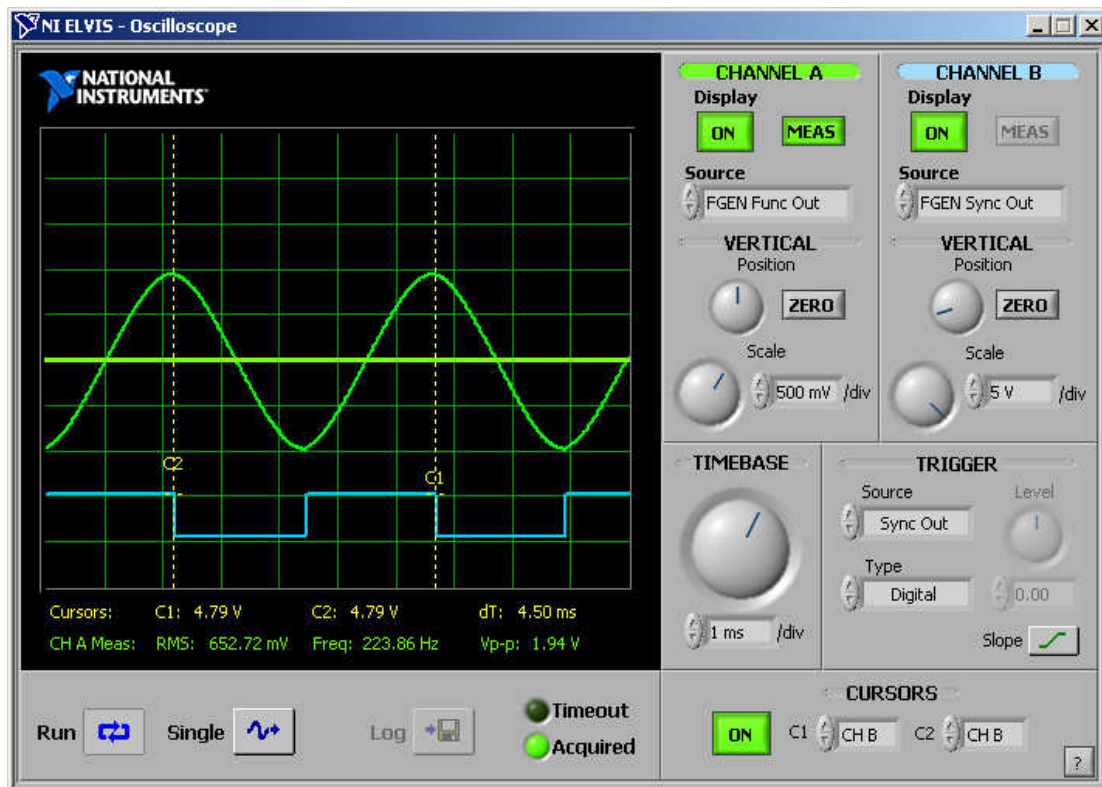 NI ELVIS - Oscilloscope
NATIONAL
INSTRUMENTS™
C2
C1
Cursors: C1: 4.79 V C2: 4.79 V dT: 4.50 ms
CH A Meas: RMS: 652.72 mV Freq: 223.86 Hz Vp-p: 1.94 V
CHANNEL A
Display
ON MEAS
Source
FGEN Func Out
VERTICAL
Position
ZERO
Scale
500 mV /div
CHANNEL B
Display
ON MEAS
Source
FGEN Sync Out
VERTICAL
Position
ZERO
Scale
5 V /div
TIMEBASE
1 ms /div
TRIGGER
Source
Sync Out
Type
Digital
Level
0.00
Slope
Run Single Log
Timeout
Acquired
CURSORS
ON C1 CH B C2 CH B
?